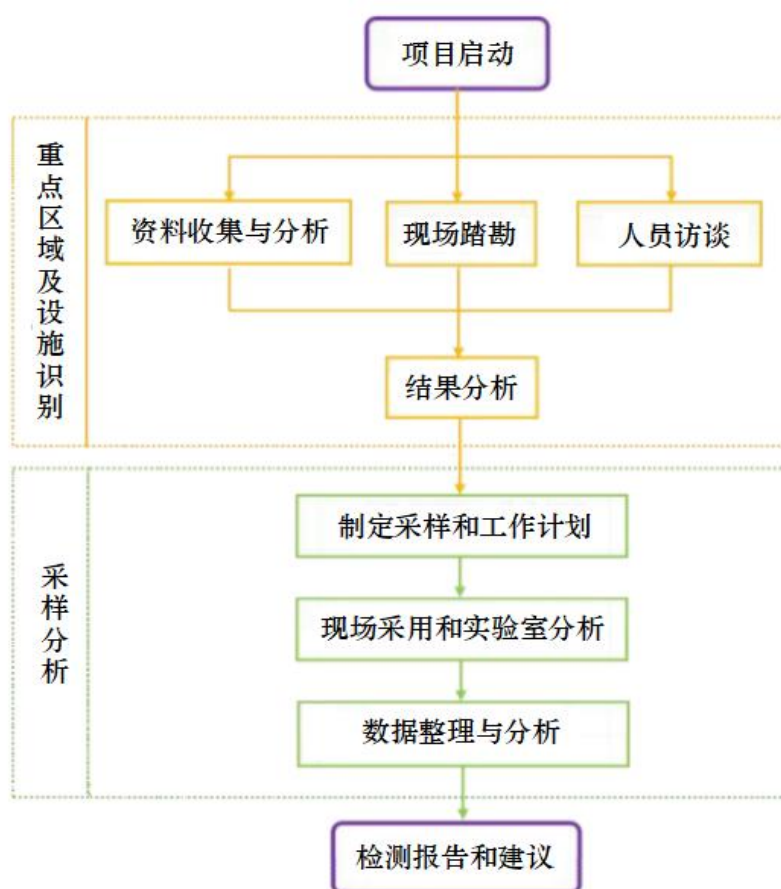 项目启动
重点区域及设施识别
资料收集与分析
现场踏勘
人员访谈
结果分析
采样分析
制定采样和工作计划
现场采用和实验室分析
数据整理与分析
检测报告和建议